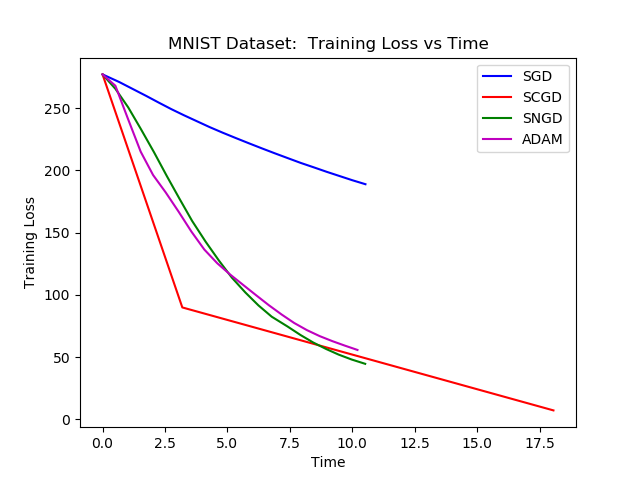 MNIST Dataset:  Training Loss vs Time
SGD
SCGD
SNGD
ADAM
Training Loss
250
200
150
100
50
0
0.0 2.5 5.0 7.5 10.0 12.5 15.0 17.5
Time